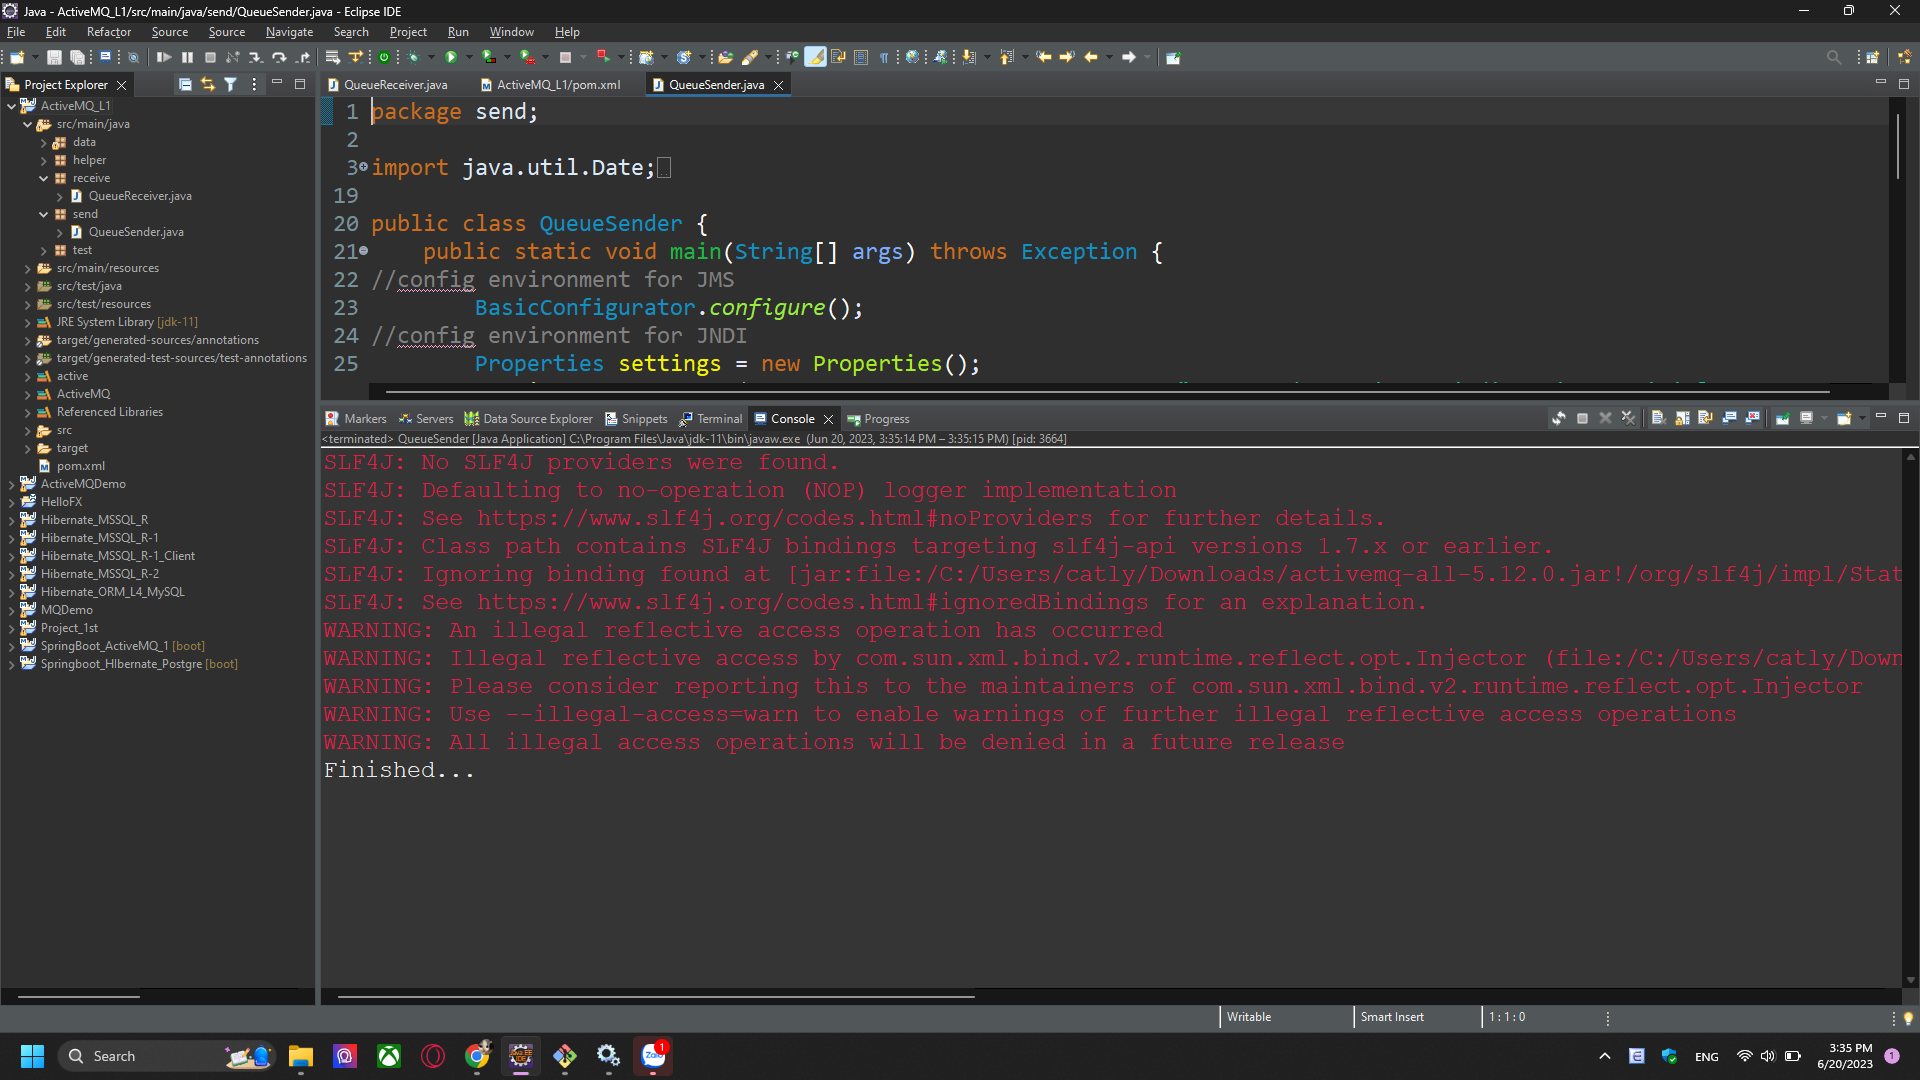 Java - ActiveMQ_L1/src/main/java/send/QueueSender.java - Eclipse IDE
File Edit Refactor Source Source Navigate Search Project Run Window Help
Project Explorer
ActiveMQ_L1
src/main/java
data
helper
receive
QueueReceiver.java
send
QueueSender.java
test
src/main/resources
src/test/java
src/test/resources
JRE System Library [jdk-11]
target/generated-sources/annotations
target/generated-test-sources/test-annotations
active
ActiveMQ
Referenced Libraries
src
target
pom.xml
ActiveMQDemo
HelloFX
Hibernate_MSSQL_R
Hibernate_MSSQL_R-1
Hibernate_MSSQL_R-1_Client
Hibernate_MSSQL_R-2
Hibernate_ORM_L4_MySQL
MQDemo
Project_1st
SpringBoot_ActiveMQ_1 [boot]
Springboot_HIbernate_Postgre [boot]
QueueReceiver.java ActiveMQ_L1/pom.xml QueueSender.java
1 package send;
2
3 import java.util.Date;
19
20 public class QueueSender {
21 public static void main(String[] args) throws Exception {
22 //config environment for JMS
23 BasicConfigurator.configure();
24 //config environment for JNDI
25 Properties settings = new Properties();
Markers Servers Data Source Explorer Snippets Terminal Console Progress
<terminated> QueueSender [Java Application] C:\Program Files\Java\jdk-11\bin\javaw.exe (Jun 20, 2023, 3:35:14 PM – 3:35:15 PM) [pid: 3664]
SLF4J: No SLF4J providers were found.
SLF4J: Defaulting to no-operation (NOP) logger implementation
SLF4J: See https://www.slf4j.org/codes.html#noProviders for further details.
SLF4J: Class path contains SLF4J bindings targeting slf4j-api versions 1.7.x or earlier.
SLF4J: Ignoring binding found at [jar:file:/C:/Users/catly/Downloads/activemq-all-5.12.0.jar!/org/slf4j/impl/Stat
SLF4J: See https://www.slf4j.org/codes.html#ignoredBindings for an explanation.
WARNING: An illegal reflective access operation has occurred
WARNING: Illegal reflective access by com.sun.xml.bind.v2.runtime.reflect.opt.Injector (file:/C:/Users/catly/Down
WARNING: Please consider reporting this to the maintainers of com.sun.xml.bind.v2.runtime.reflect.opt.Injector
WARNING: Use --illegal-access=warn to enable warnings of further illegal reflective access operations
WARNING: All illegal access operations will be denied in a future release
Finished...
Writable Smart Insert 1 : 1 : 0
Search
Zalo 1
ENG
3:35 PM
6/20/2023
1